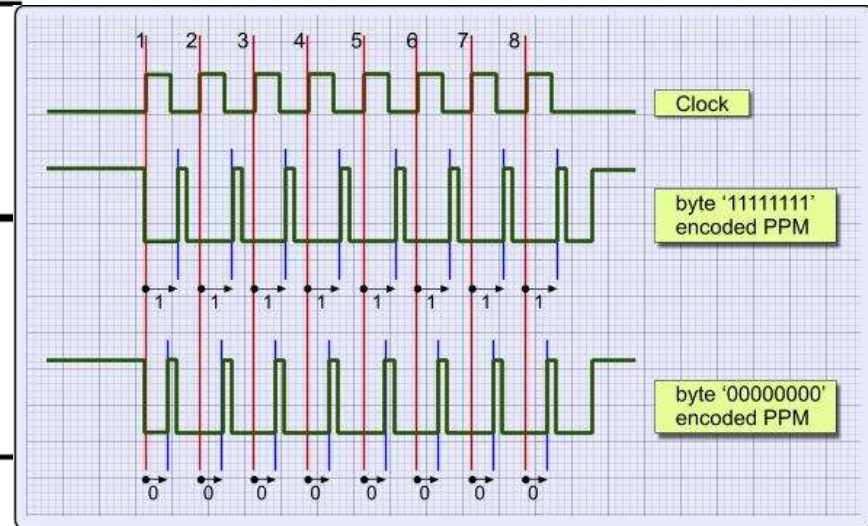 1 2 3 4 5 6 7 8
Clock
byte ‘11111111’
encoded PPM
1 1 1 1 1 1 1 1
byte ‘00000000’
encoded PPM
0 0 0 0 0 0 0 0